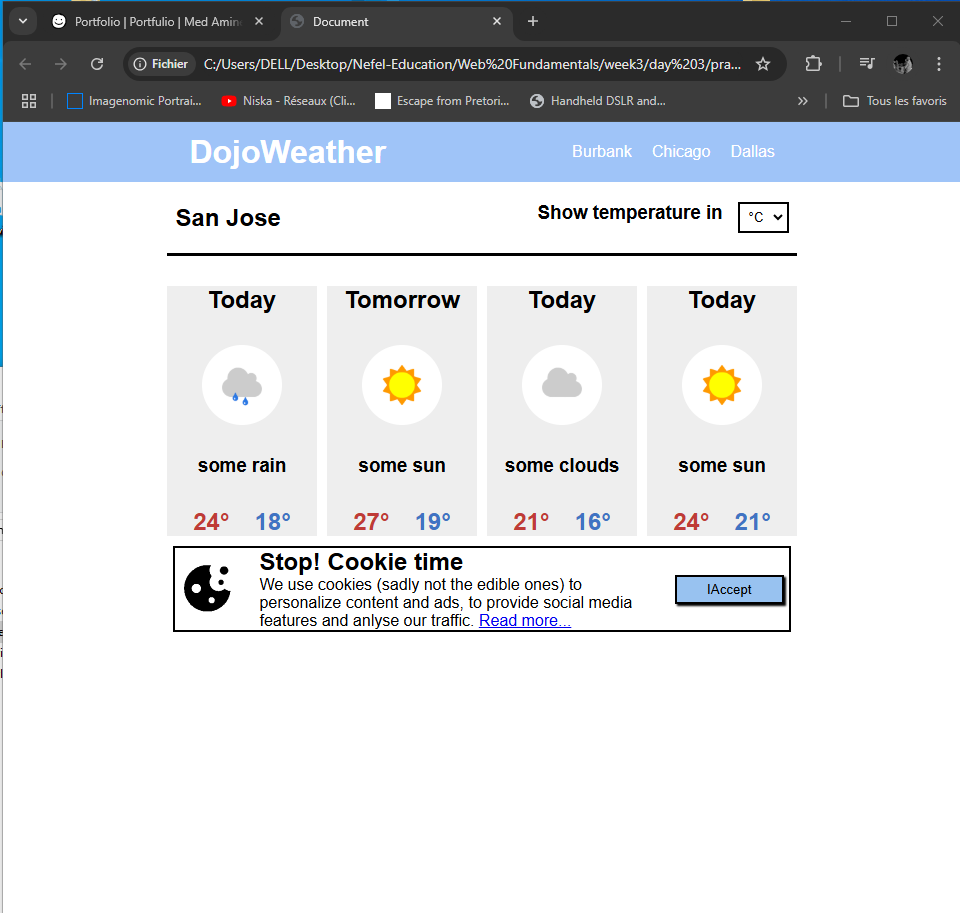 Portfolio | Portfulio | Med Amin
Document
Fichier
C:/Users/DELL/Desktop/Nefel-Education/Web%20Fundamentals/week3/day%203/pra...
Imagenomic Portrai...
Niska - Réseaux (Cli...
Escape from Pretori...
Handheld DSLR and...
Tous les favoris
DojoWeather
Burbank Chicago Dallas
San Jose
Show temperature in °C
Today Tomorrow Today Today
some rain some sun some clouds some sun
24° 18° 27° 19° 21° 16° 24° 21°
Stop! Cookie time
We use cookies (sadly not the edible ones) to
personalize content and ads, to provide social media
features and anlyse our traffic. Read more...
IAccept